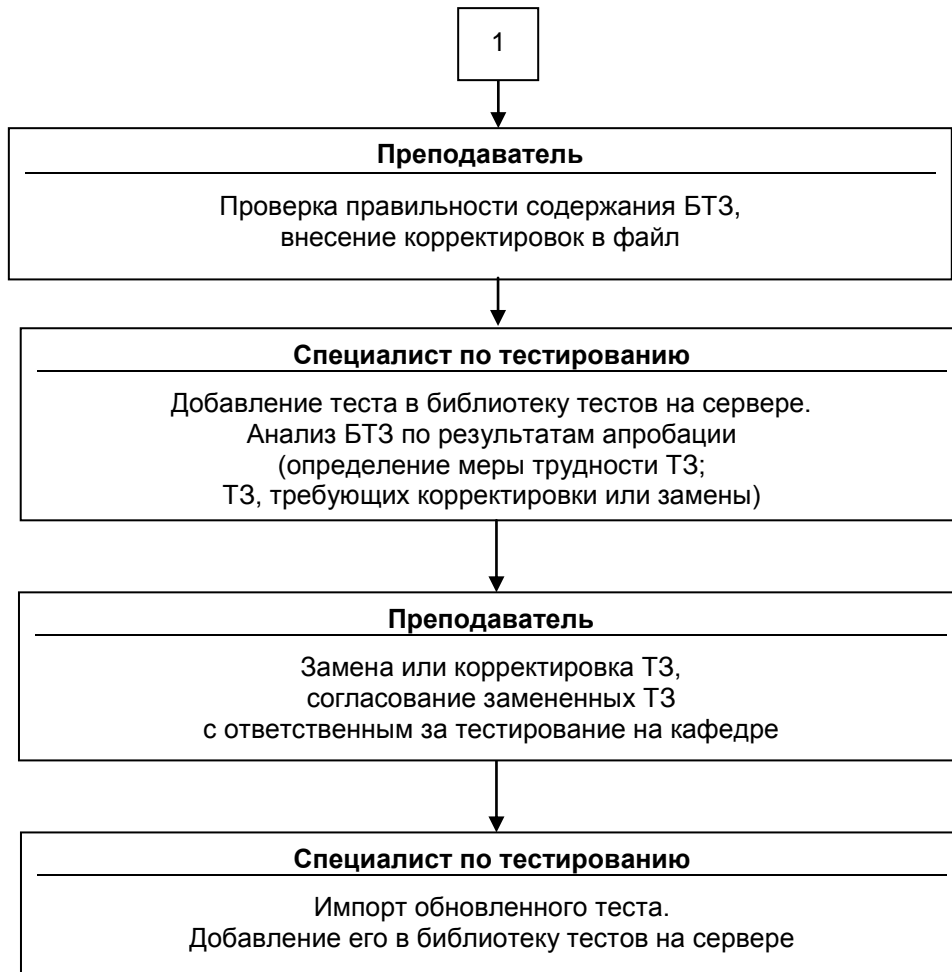 1
Преподаватель
Проверка правильности содержания БТЗ,
внесение корректировок в файл
Специалист по тестированию
Добавление теста в библиотеку тестов на сервере.
Анализ БТЗ по результатам апробации
(определение меры трудности ТЗ;
ТЗ, требующих корректировки или замены)
Преподаватель
Замена или корректировка ТЗ,
согласование замененных ТЗ
с ответственным за тестирование на кафедре
Специалист по тестированию
Импорт обновленного теста.
Добавление его в библиотеку тестов на сервере